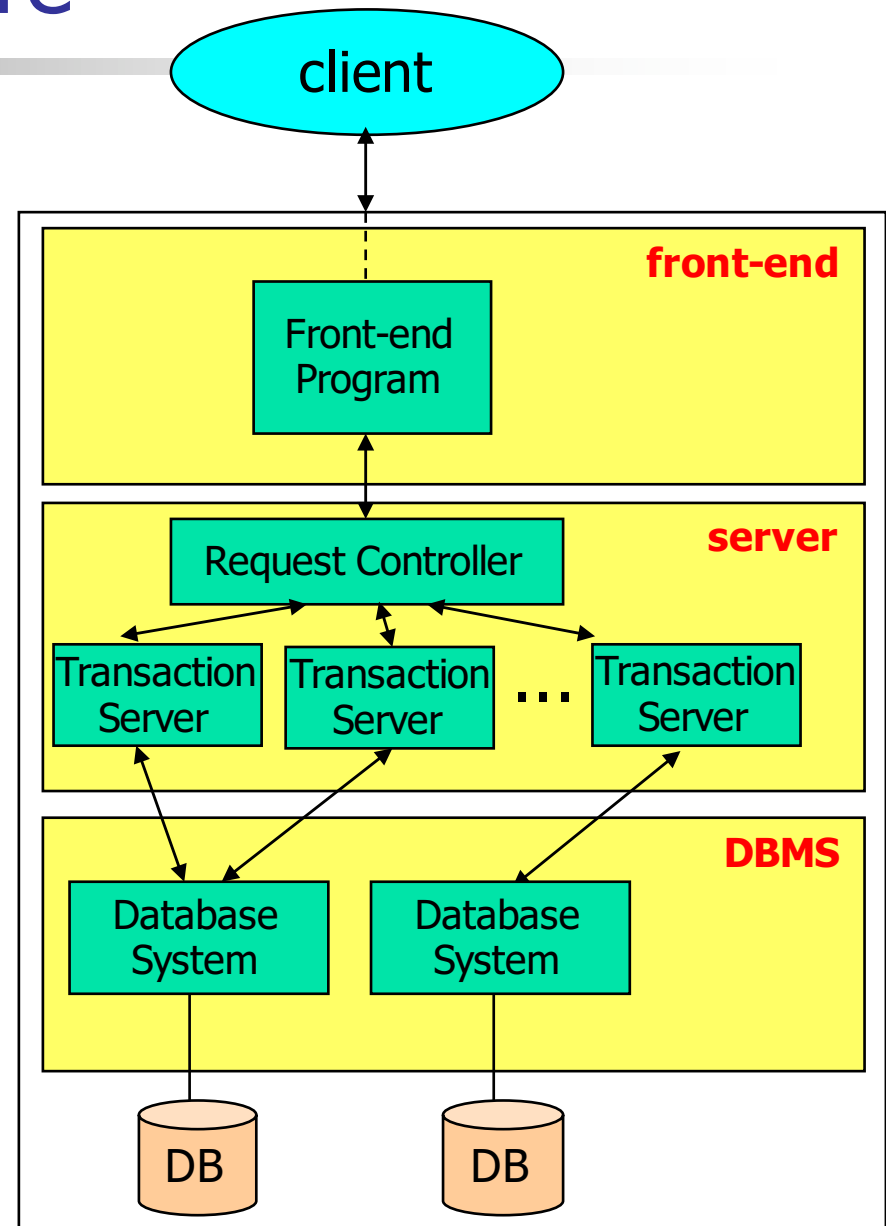 client
front-end
Front-end
Program
server
Request Controller
Transaction
Server
Transaction
Server
...
Transaction
Server
DBMS
Database
System
Database
System
DB
DB